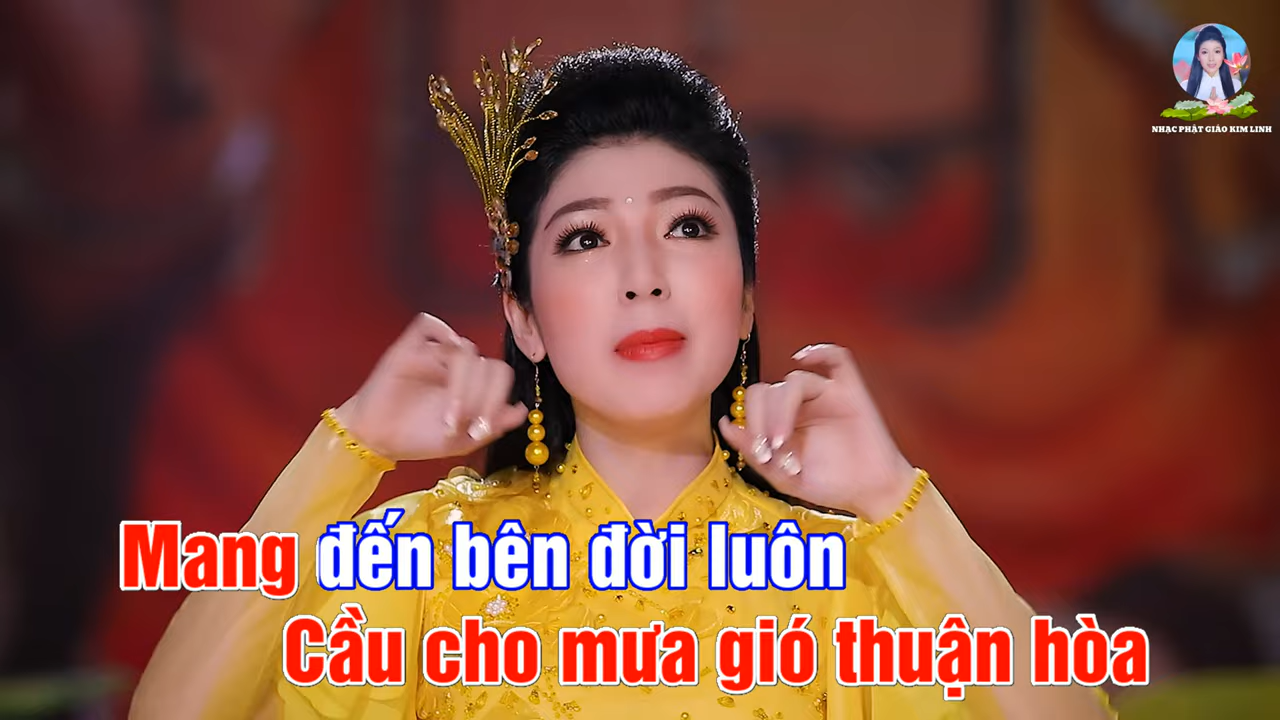 NHẠC PHẬT GIÁO KIM LINH
Mang đến bên đời luôn
Cầu cho mưa gió thuận hòa